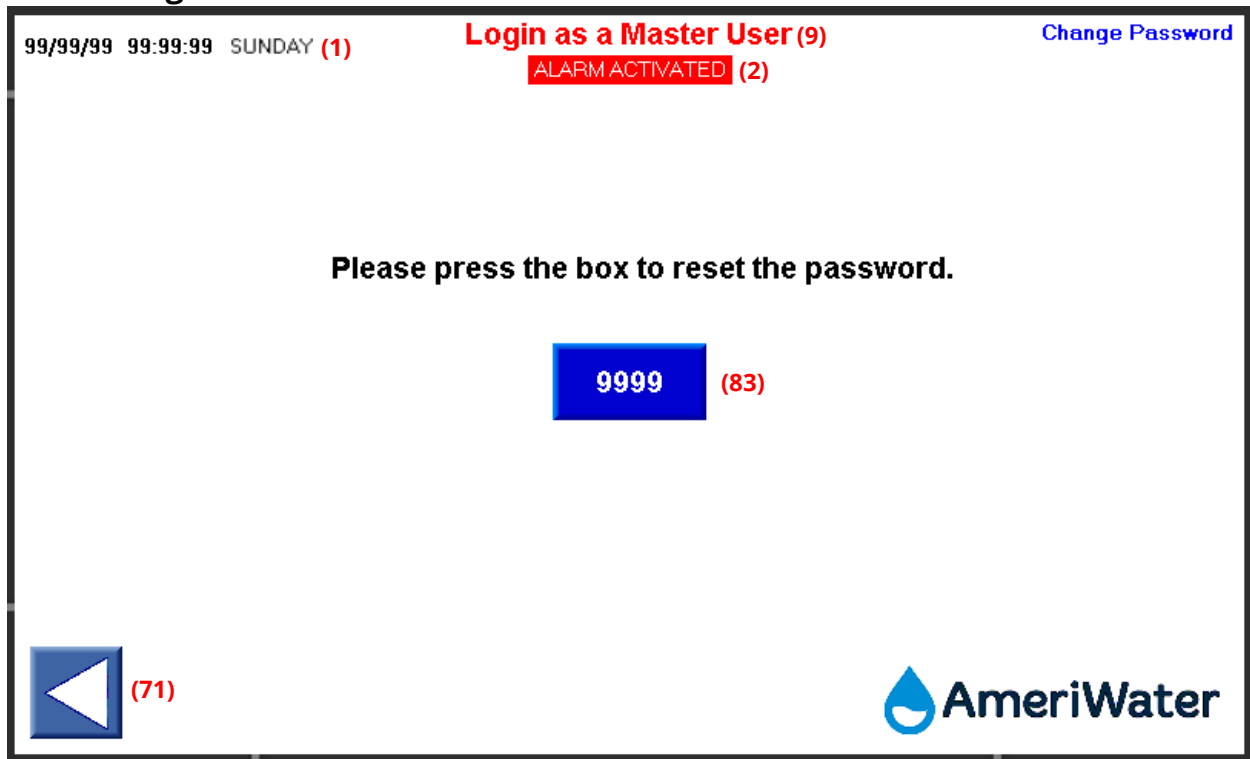 99/99/99 99:99:99 SUNDAY (1)
Login as a Master User (9)
Change Password
ALARM ACTIVATED (2)
Please press the box to reset the password.
9999 (83)
(71)
AmeriWater